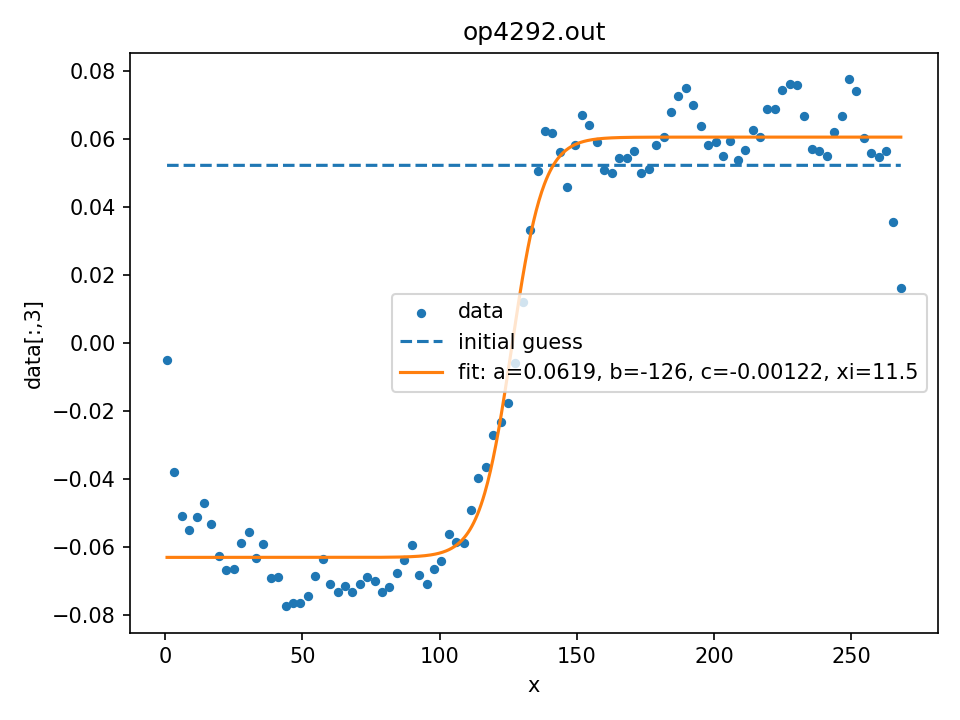 op4292.out
0.08
0.06
0.04
0.02
0.00
−0.02
−0.04
−0.06
−0.08
data[:,3]
data
initial guess
fit: a=0.0619, b=-126, c=-0.00122, xi=11.5
0 50 100 150 200 250
x